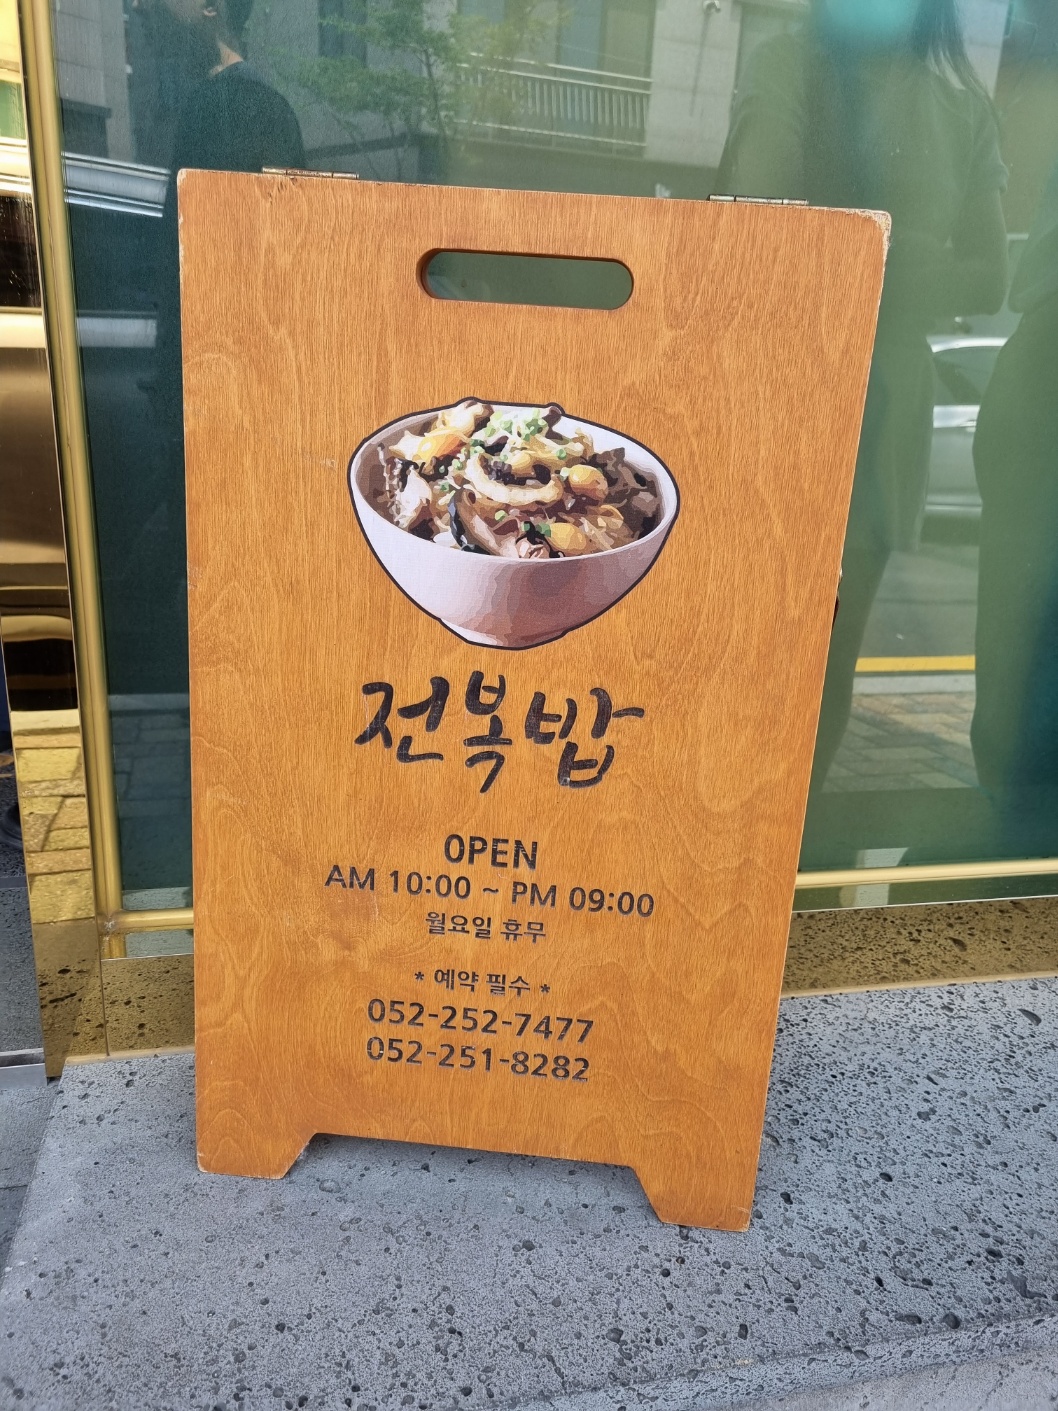 전복밥
OPEN
AM 10:00 ~ PM 09:00
월요일 휴무
* 예약 필수 *
052-252-7477
052-251-8282